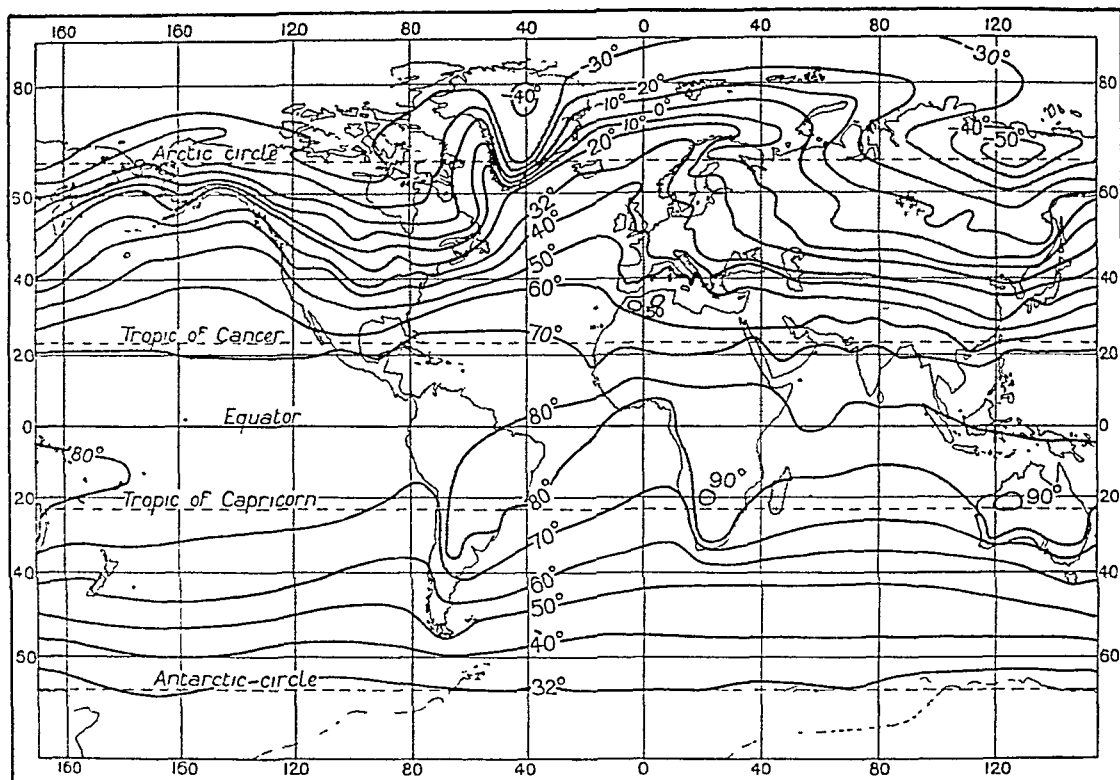 160 160 120 80 40 0 40 80 120
80 -30° -30° 80
-40° -20°
-10° -0°
-10° -40°
20° -50°
Arctic circle
60
50 32°
40°
50°
40 60° 40
50
Tropic of Cancer 70°
20 20
80°
0 Equator 0
80°
90° 90°
20 Tropic of Capricorn 80° 20
70°
40 60° 40
50°
40°
50 60
Antarctic-circle 32°
160 160 120 80 40 0 40 80 120